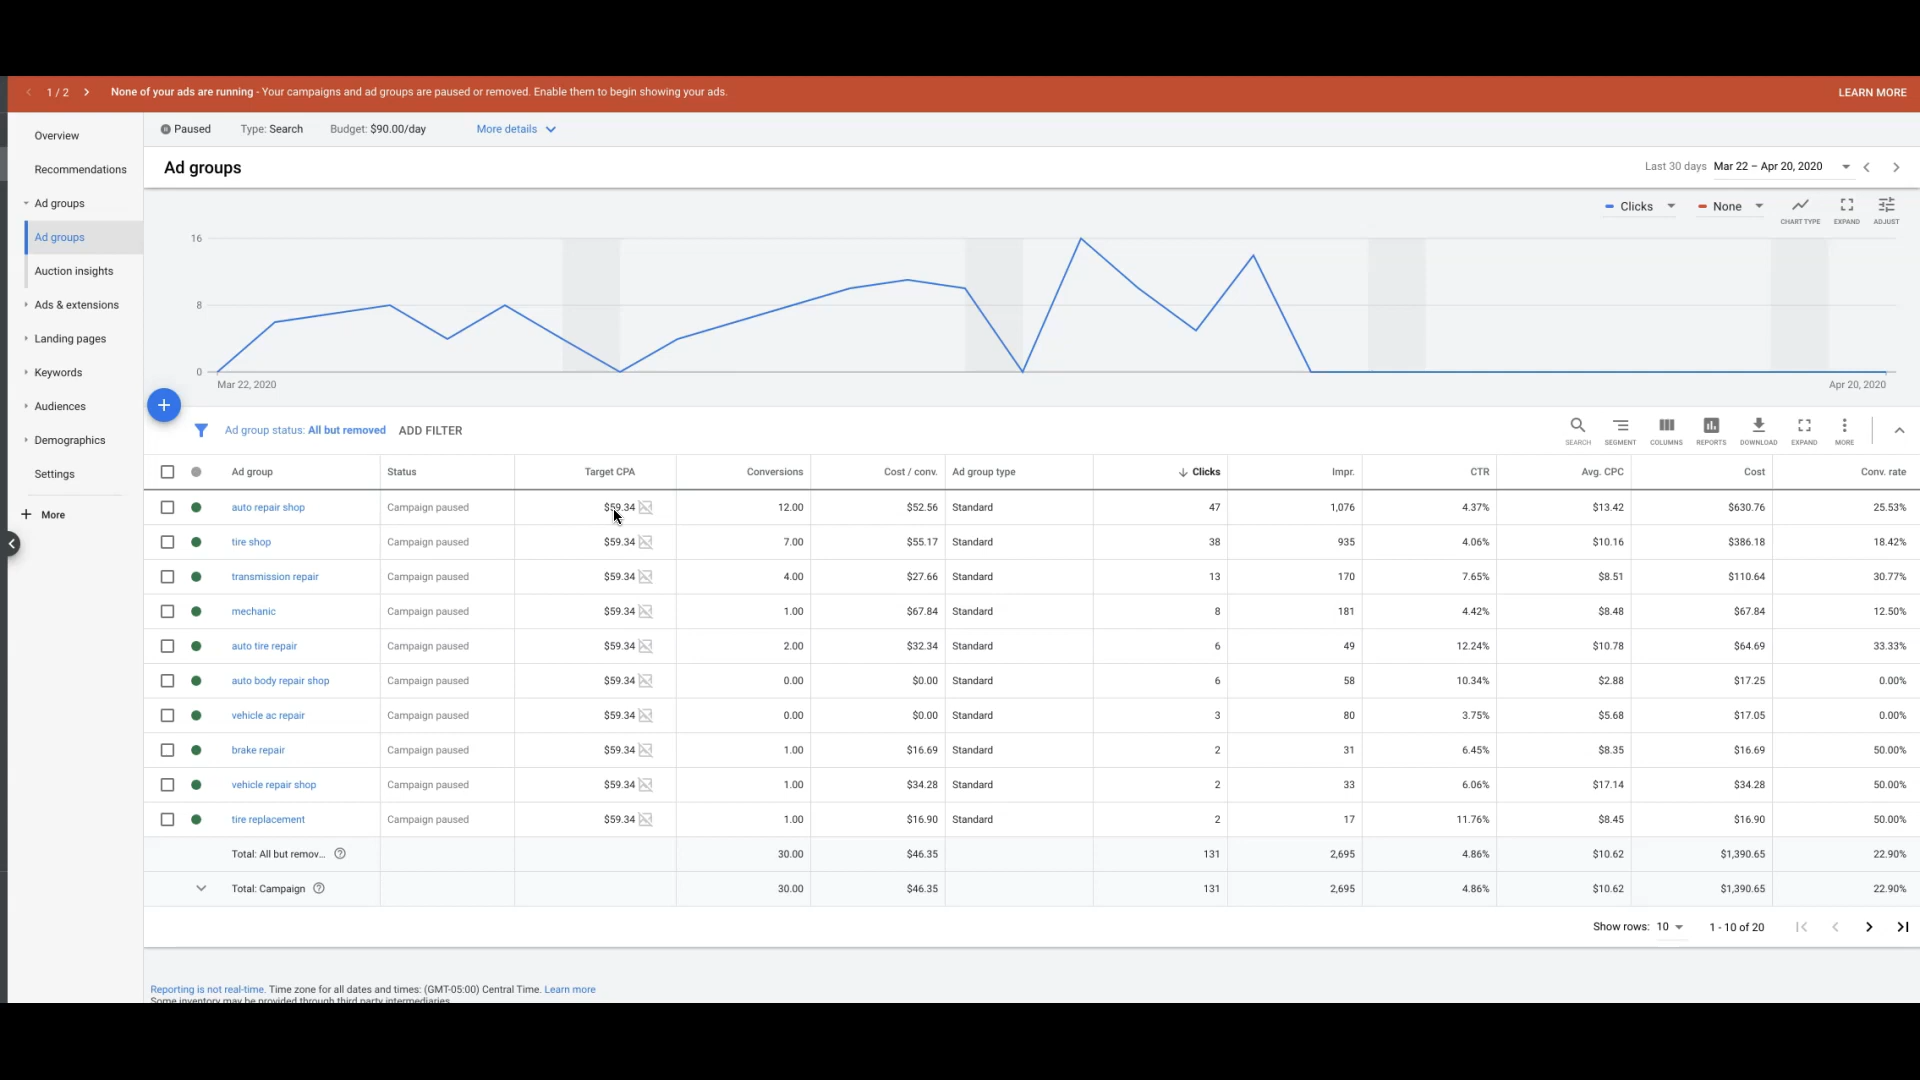 1 / 2 None of your ads are running - Your campaigns and ad groups are paused or removed. Enable them to begin showing your ads. LEARN MORE
Paused Type: Search Budget: $90.00/day More details
Ad groups Last 30 days Mar 22 – Apr 20, 2020
Overview
Recommendations
Ad groups
Ad groups
Auction insights
Ads & extensions
Landing pages
Keywords
Audiences
Demographics
Settings
+ More
Clicks None CHART TYPE EXPAND ADJUST
16
8
0
Mar 22, 2020 Apr 20, 2020
Ad group status: All but removed ADD FILTER SEARCH SEGMENT COLUMNS REPORTS DOWNLOAD EXPAND MORE
Ad group Status Target CPA Conversions Cost / conv. Ad group type Clicks Impr. CTR Avg. CPC Cost Conv. rate
auto repair shop Campaign paused $59.34 12.00 $52.56 Standard 47 1,076 4.37% $13.42 $630.76 25.53%
tire shop Campaign paused $59.34 7.00 $55.17 Standard 38 935 4.06% $10.16 $386.18 18.42%
transmission repair Campaign paused $59.34 4.00 $27.66 Standard 13 170 7.65% $8.51 $110.64 30.77%
mechanic Campaign paused $59.34 1.00 $67.84 Standard 8 181 4.42% $8.48 $67.84 12.50%
auto tire repair Campaign paused $59.34 2.00 $32.34 Standard 6 49 12.24% $10.78 $64.69 33.33%
auto body repair shop Campaign paused $59.34 0.00 $0.00 Standard 6 58 10.34% $2.88 $17.25 0.00%
vehicle ac repair Campaign paused $59.34 0.00 $0.00 Standard 3 80 3.75% $5.68 $17.05 0.00%
brake repair Campaign paused $59.34 1.00 $16.69 Standard 2 31 6.45% $8.35 $16.69 50.00%
vehicle repair shop Campaign paused $59.34 1.00 $34.28 Standard 2 33 6.06% $17.14 $34.28 50.00%
tire replacement Campaign paused $59.34 1.00 $16.90 Standard 2 17 11.76% $8.45 $16.90 50.00%
Total: All but remov... 30.00 $46.35 131 2,695 4.86% $10.62 $1,390.65 22.90%
Total: Campaign 30.00 $46.35 131 2,695 4.86% $10.62 $1,390.65 22.90%
Show rows: 10 1 - 10 of 20
Reporting is not real-time. Time zone for all dates and times: (GMT-05:00) Central Time. Learn more
Some inventory may be provided through third party intermediaries.